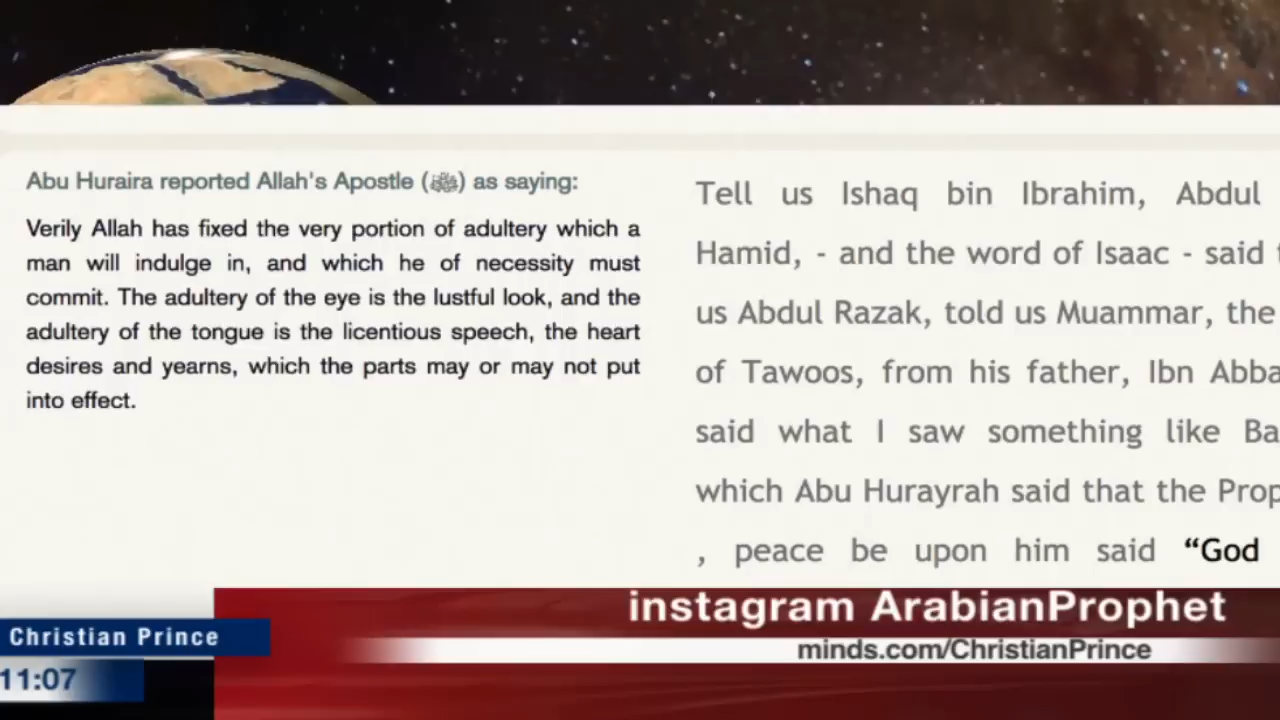 Abu Huraira reported Allah's Apostle (ﷺ) as saying:
Verily Allah has fixed the very portion of adultery which a
man will indulge in, and which he of necessity must
commit. The adultery of the eye is the lustful look, and the
adultery of the tongue is the licentious speech, the heart
desires and yearns, which the parts may or may not put
into effect.
Tell us Ishaq bin Ibrahim, Abdul
Hamid, - and the word of Isaac - said
us Abdul Razak, told us Muammar, the
of Tawoos, from his father, Ibn Abba
said what I saw something like Ba
which Abu Hurayrah said that the Prop
, peace be upon him said “God
instagram ArabianProphet
minds.com/ChristianPrince
Christian Prince
11:07